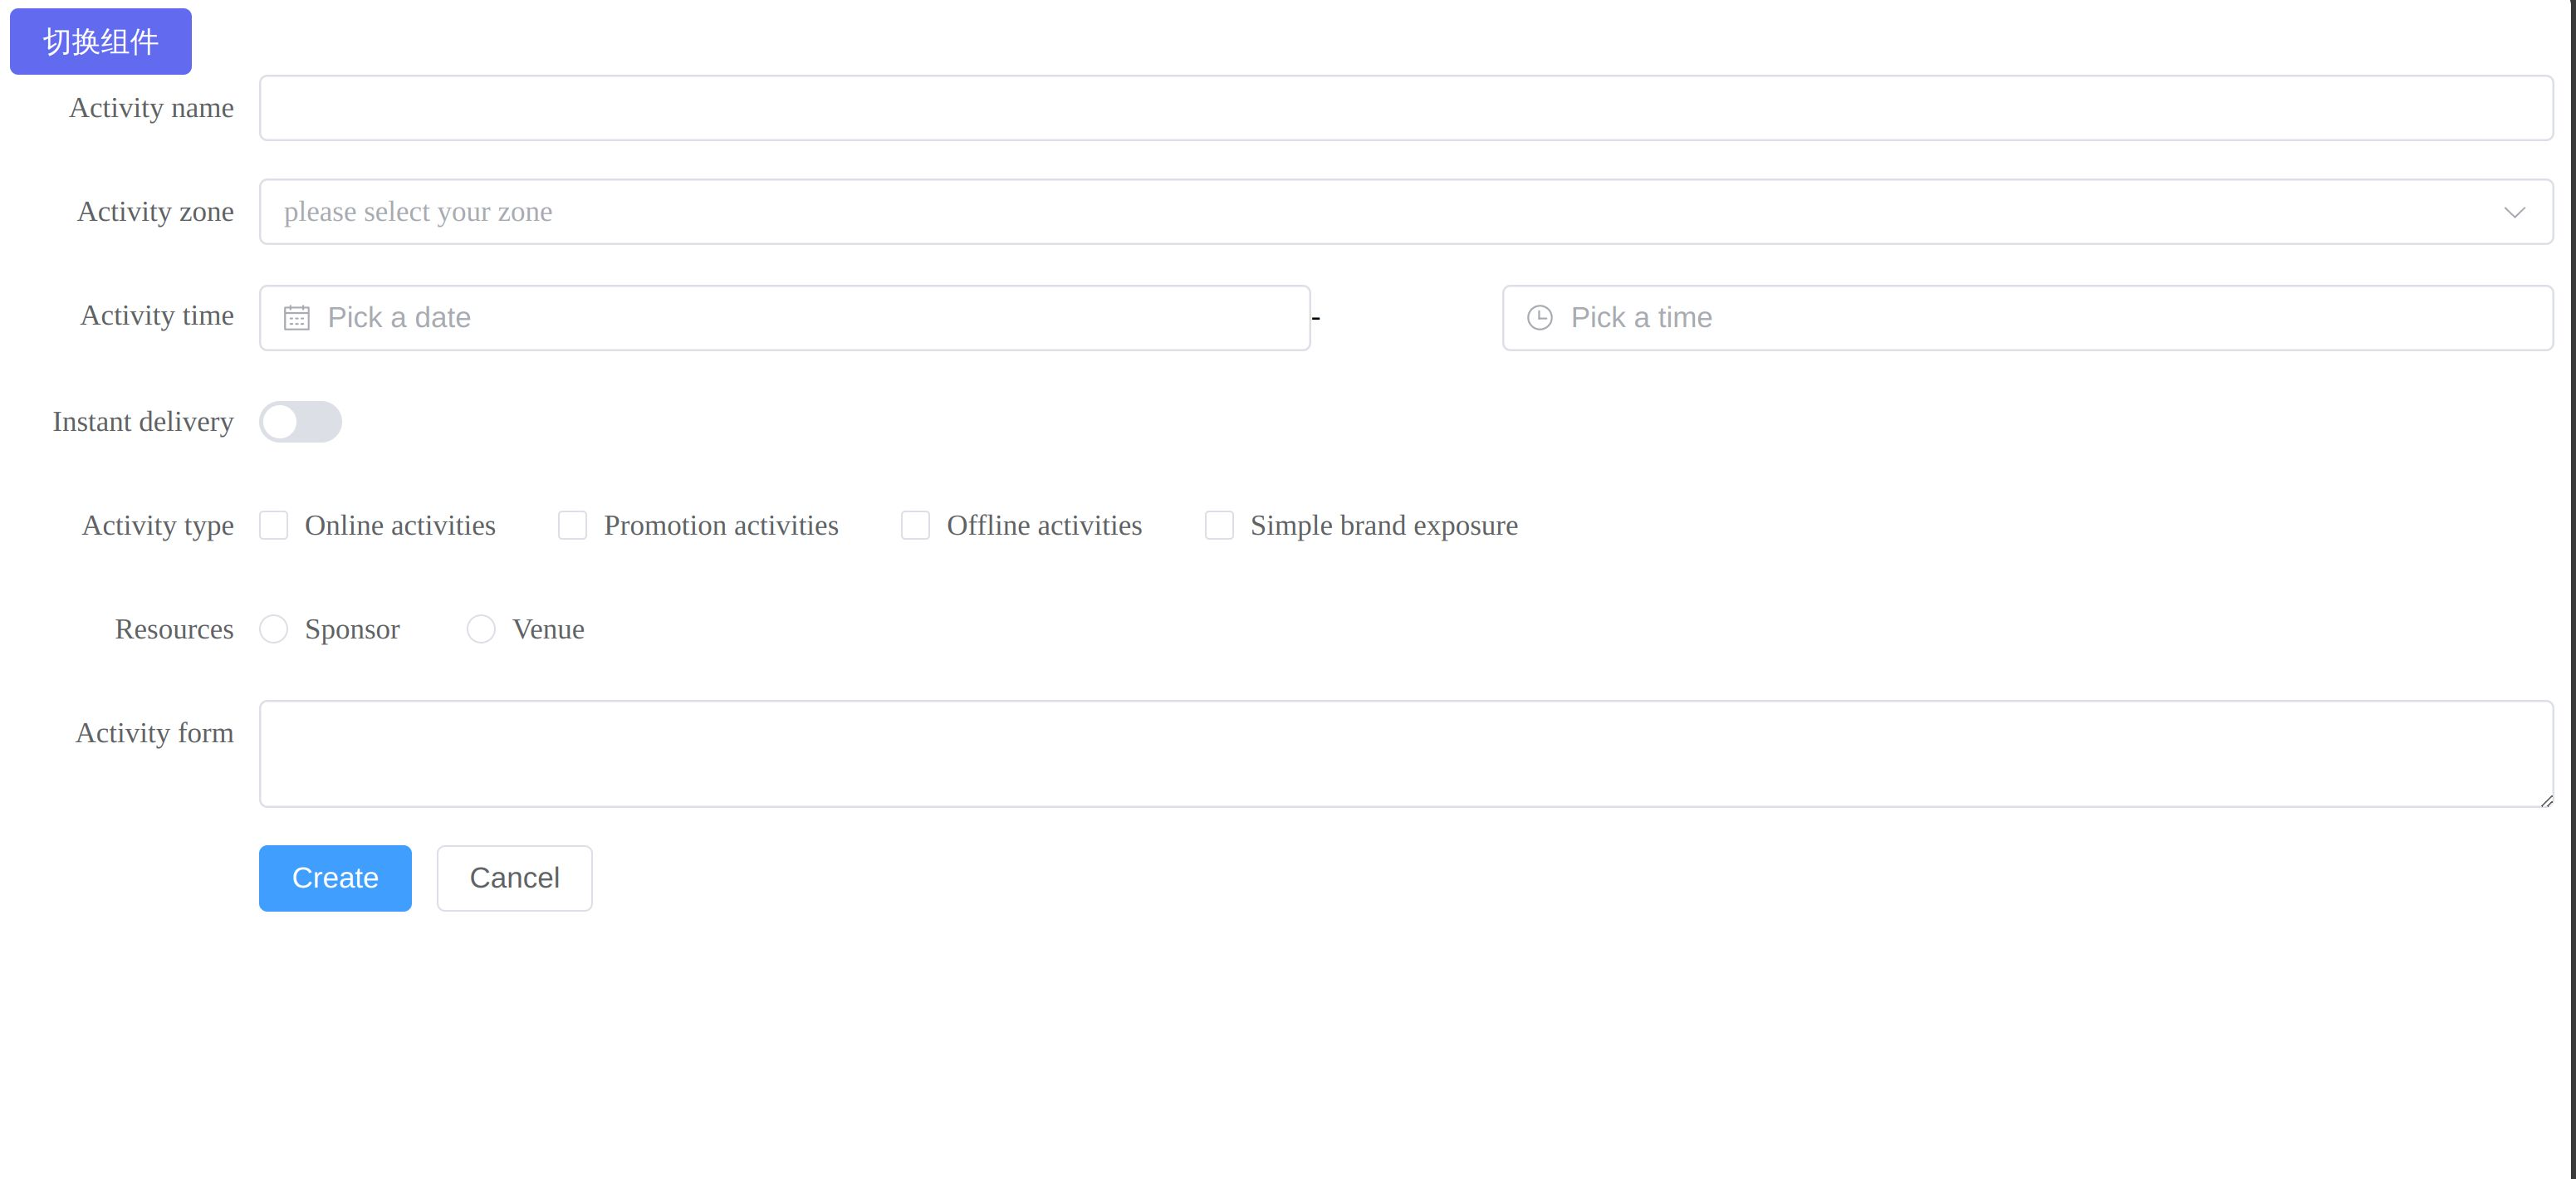 切换组件
Activity name
Activity zone please select your zone
Activity time Pick a date - Pick a time
Instant delivery
Activity type Online activities Promotion activities Offline activities Simple brand exposure
Resources Sponsor Venue
Activity form
Create Cancel